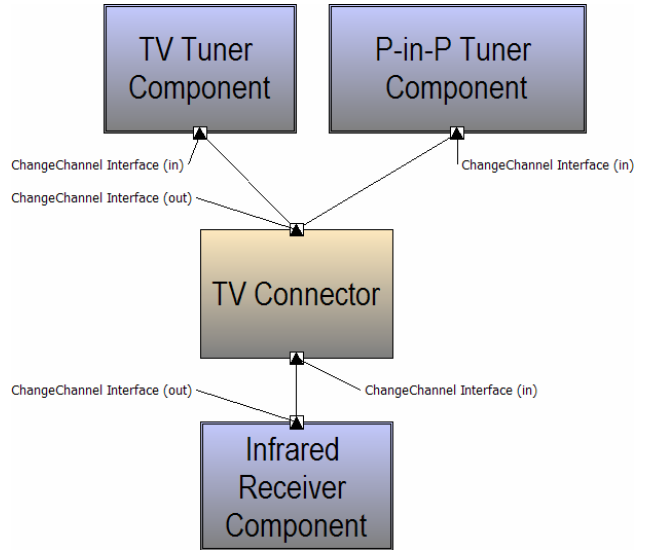 TV Tuner
Component
P-in-P Tuner
Component
ChangeChannel Interface (in)
ChangeChannel Interface (in)
ChangeChannel Interface (out)
TV Connector
ChangeChannel Interface (out)
ChangeChannel Interface (in)
Infrared
Receiver
Component